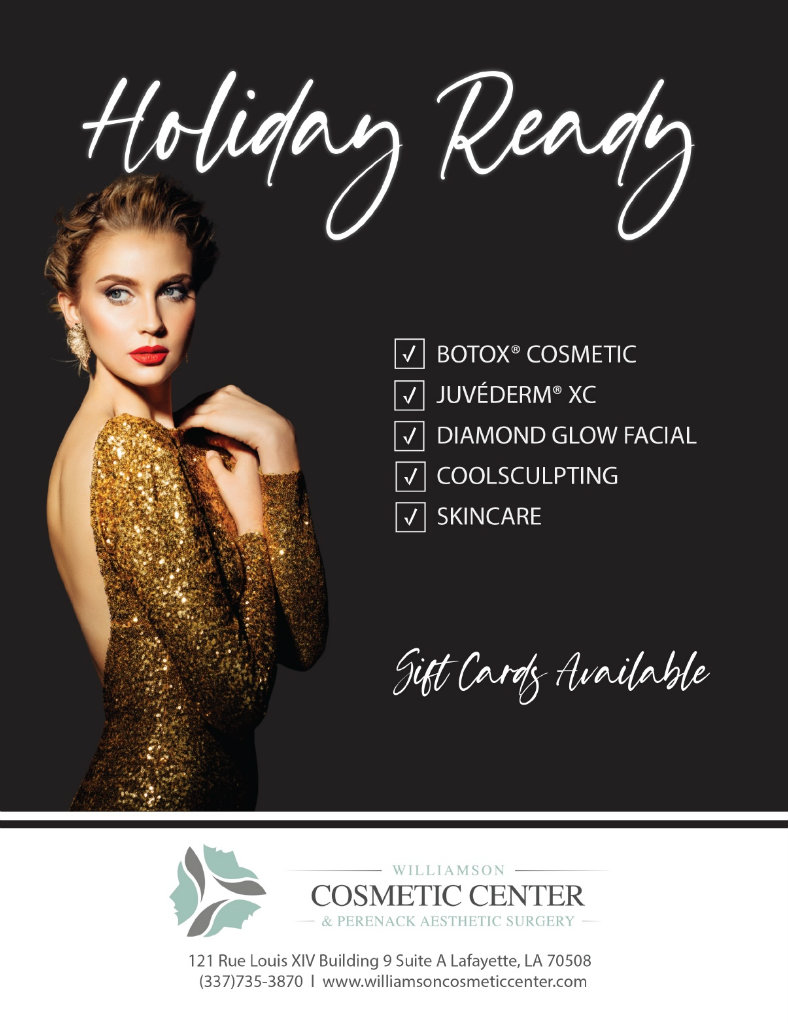 Holiday Ready
BOTOX® COSMETIC
JUVÉDERM® XC
DIAMOND GLOW FACIAL
COOLSCULPTING
SKINCARE
Gift Cards Available
WILLIAMSON
COSMETIC CENTER
& PERENACK AESTHETIC SURGERY
121 Rue Louis XIV Building 9 Suite A Lafayette, LA 70508
(337)735-3870 | www.williamsoncosmeticcenter.com